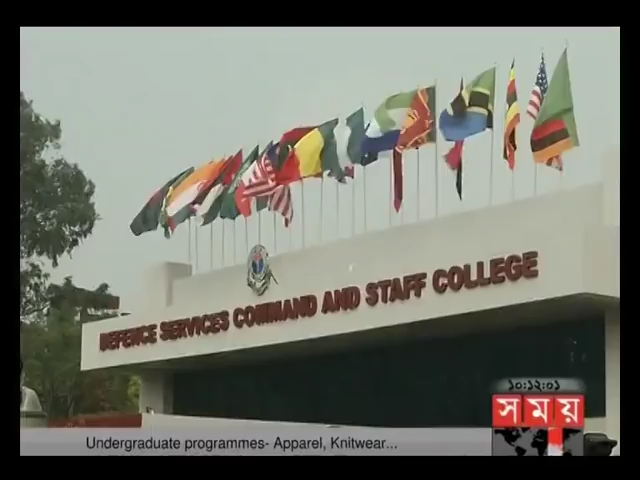 DEFENCE SERVICES COMMAND AND STAFF COLLEGE
১০:১২:০১
সময়
Undergraduate programmes- Apparel, Knitwear...